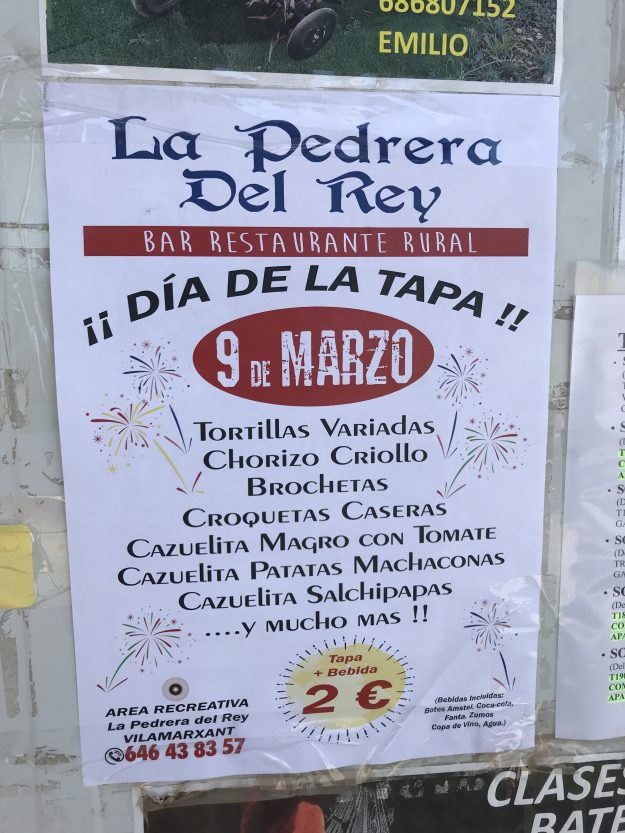 686807152
EMILIO
La Pedrera
Del Rey
BAR RESTAURANTE RURAL
¡¡ DÍA DE LA TAPA !!
9 DE MARZO
TORTILLAS VARIADAS
CHORIZO CRIOLLO
BROCHETAS
CROQUETAS CASERAS
CAZUELITA MAGRO CON TOMATE
CAZUELITA PATATAS MACHACONAS
CAZUELITA SALCHIPAPAS
....Y MUCHO MAS !!
Tapa
+ Bebida
2 €
AREA RECREATIVA
La Pedrera del Rey
VILAMARXANT
646 43 83 57
(Bebidas Incluidas:
Botes Amstel, Coca-cola,
Fanta, Zumos
Copa de Vino, Agua.)
CLASES
BATE